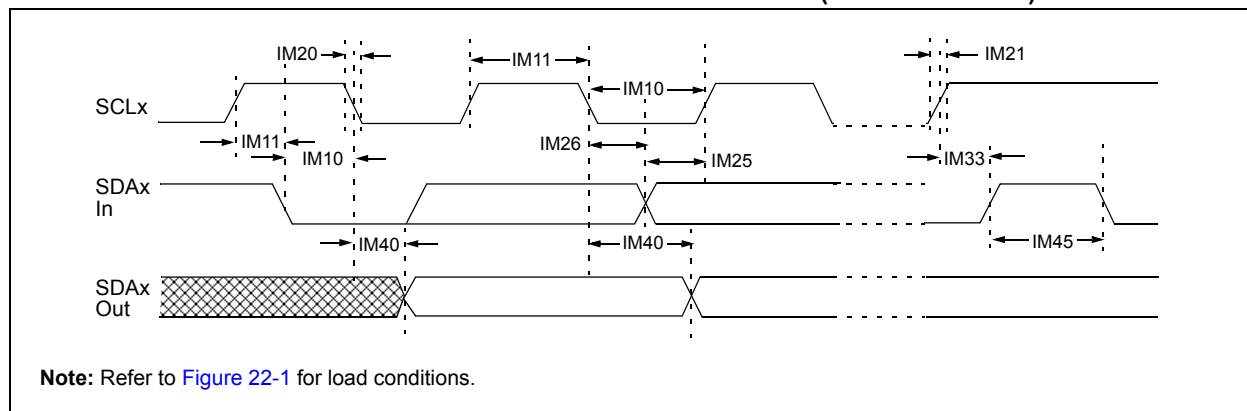 IM20
IM11
IM21
IM10
SCLx
IM11
IM26
IM10
IM25
IM33
SDAx
In
IM40
IM40
IM45
SDAx
Out
Note: Refer to Figure 22-1 for load conditions.